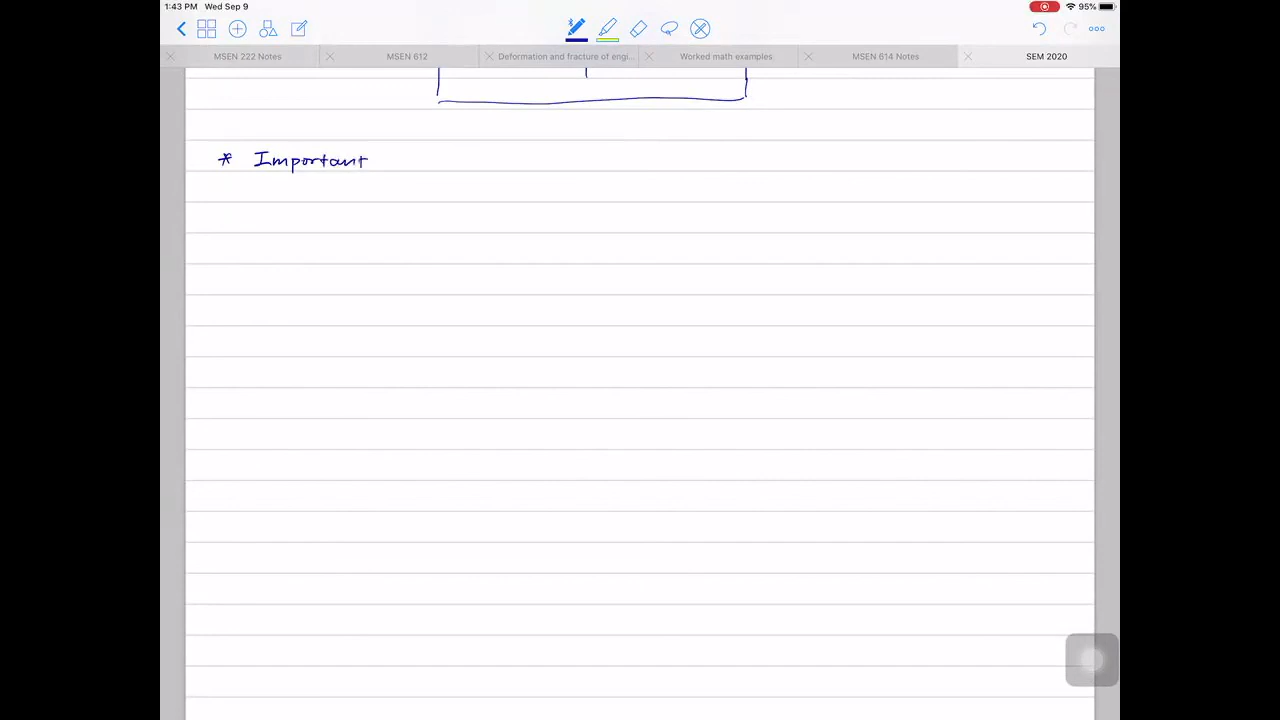 1:43 PM Wed Sep 9
95%
MSEN 222 Notes
MSEN 612
Deformation and fracture of engi...
Worked math examples
MSEN 614 Notes
SEM 2020
* Important